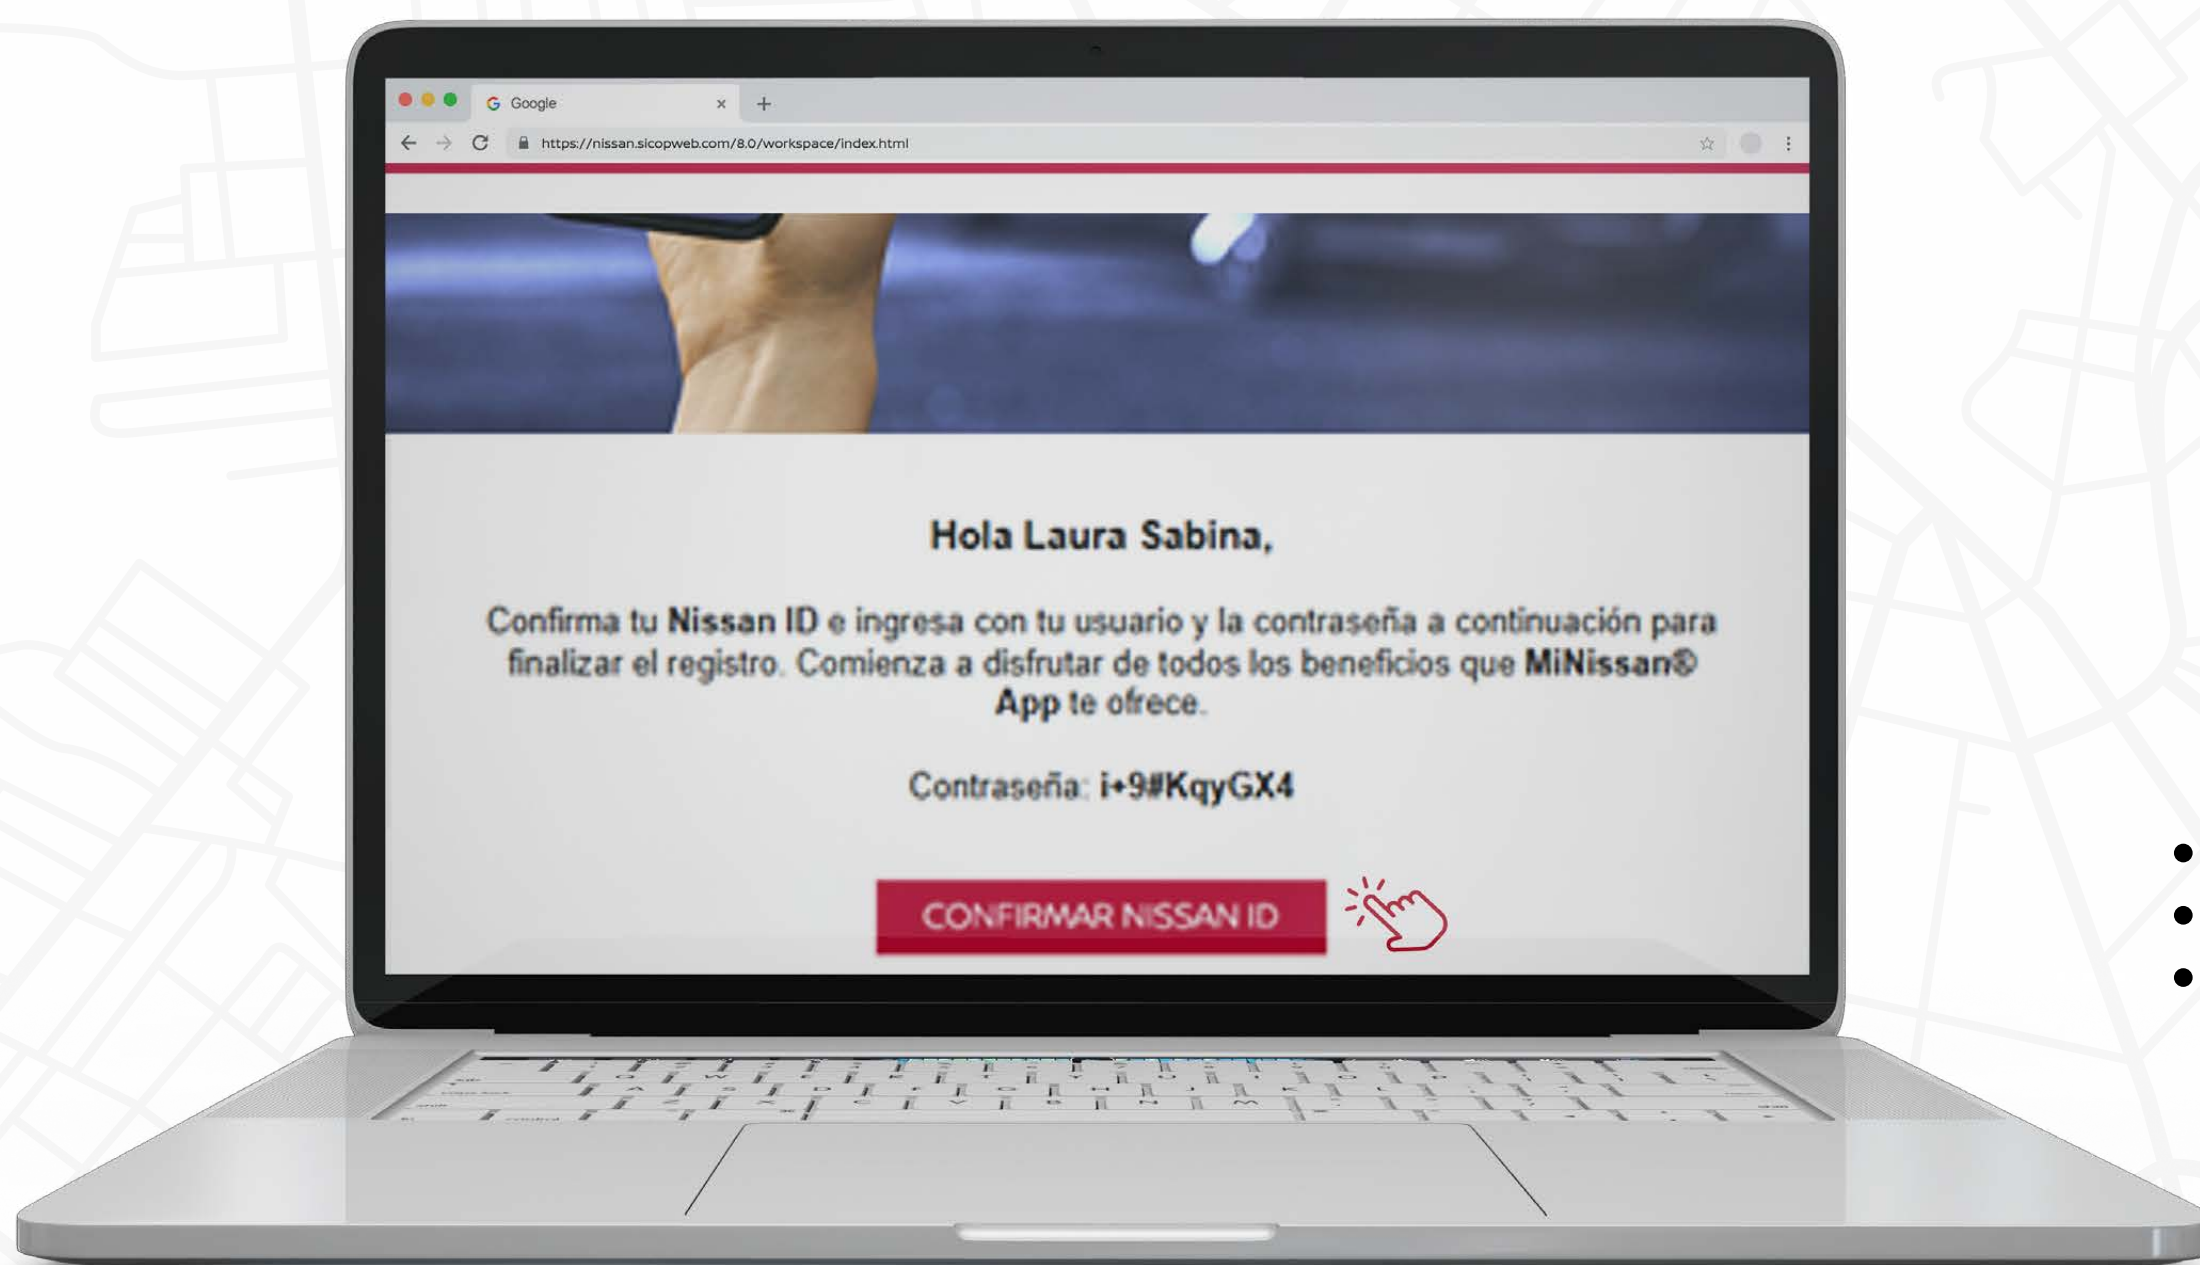 Google
https://nissan.sicopweb.com/8.0/workspace/index.html
Hola Laura Sabina,
Confirma tu Nissan ID e ingresa con tu usuario y la contraseña a continuación para
finalizar el registro. Comienza a disfrutar de todos los beneficios que MiNissan®
App te ofrece.
Contraseña: i+9#KqyGX4
CONFIRMAR NISSAN ID